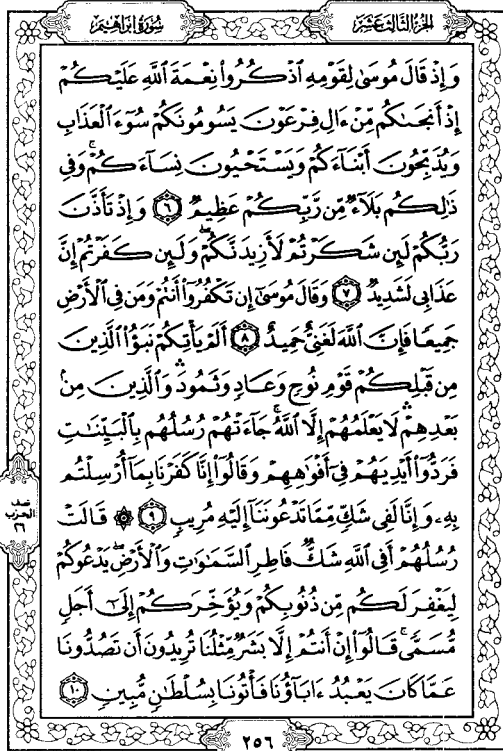 الجزء الثالث عشر
سورة إبراهيم
وَإِذْ قَالَ مُوسَىٰ لِقَوْمِهِ ٱذْكُرُوا۟ نِعْمَةَ ٱللَّهِ عَلَيْكُمْ
إِذْ أَنجَىٰكُم مِّنْ ءَالِ فِرْعَوْنَ يَسُومُونَكُمْ سُوٓءَ ٱلْعَذَابِ
وَيُذَبِّحُونَ أَبْنَآءَكُمْ وَيَسْتَحْيُونَ نِسَآءَكُمْ ۚ وَفِى
ذَٰلِكُم بَلَآءٌ مِّن رَّبِّكُمْ عَظِيمٌ ٦ وَإِذْ تَأَذَّنَ
رَبُّكُمْ لَئِن شَكَرْتُمْ لَأَزِيدَنَّكُمْ ۖ وَلَئِن كَفَرْتُمْ إِنَّ
عَذَابِى لَشَدِيدٌ ٧ وَقَالَ مُوسَىٰٓ إِن تَكْفُرُوٓا۟ أَنتُمْ وَمَن فِى ٱلْأَرْضِ
جَمِيعًا فَإِنَّ ٱللَّهَ لَغَنِىٌّ حَمِيدٌ ٨ أَلَمْ يَأْتِكُمْ نَبَؤُا۟ ٱلَّذِينَ
مِن قَبْلِكُمْ قَوْمِ نُوحٍ وَعَادٍ وَثَمُودَ ۛ وَٱلَّذِينَ مِنۢ
بَعْدِهِمْ ۛ لَا يَعْلَمُهُمْ إِلَّا ٱللَّهُ ۚ جَآءَتْهُمْ رُسُلُهُم بِٱلْبَيِّنَٰتِ
فَرَدُّوٓا۟ أَيْدِيَهُمْ فِىٓ أَفْوَٰهِهِمْ وَقَالُوٓا۟ إِنَّا كَفَرْنَا بِمَآ أُرْسِلْتُم
بِهِۦ وَإِنَّا لَفِى شَكٍّ مِّمَّا تَدْعُونَنَآ إِلَيْهِ مُرِيبٍ ٩ ۞ قَالَتْ
رُسُلُهُمْ أَفِى ٱللَّهِ شَكٌّ فَاطِرِ ٱلسَّمَٰوَٰتِ وَٱلْأَرْضِ ۖ يَدْعُوكُمْ
لِيَغْفِرَ لَكُم مِّن ذُنُوبِكُمْ وَيُؤَخِّرَكُمْ إِلَىٰٓ أَجَلٍ
مُّسَمًّى ۚ قَالُوٓا۟ إِنْ أَنتُمْ إِلَّا بَشَرٌ مِّثْلُنَا تُرِيدُونَ أَن تَصُدُّونَا
عَمَّا كَانَ يَعْبُدُ ءَابَآؤُنَا فَأْتُونَا بِسُلْطَٰنٍ مُّبِينٍ ١٠
نصف
الحزب
٢٦
٢٥٦